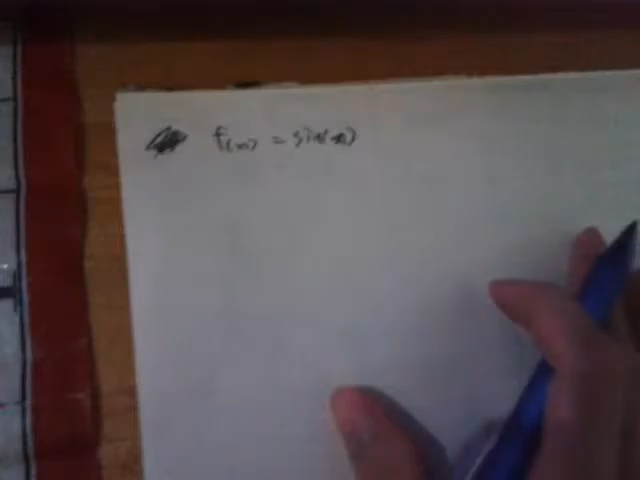 f(x) = sin(x)